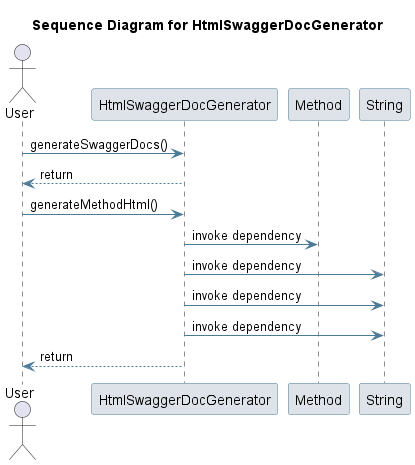 Sequence Diagram for HtmlSwaggerDocGenerator
User
HtmlSwaggerDocGenerator
Method
String
generateSwaggerDocs()
return
generateMethodHtml()
invoke dependency
invoke dependency
invoke dependency
invoke dependency
return
User
HtmlSwaggerDocGenerator
Method
String